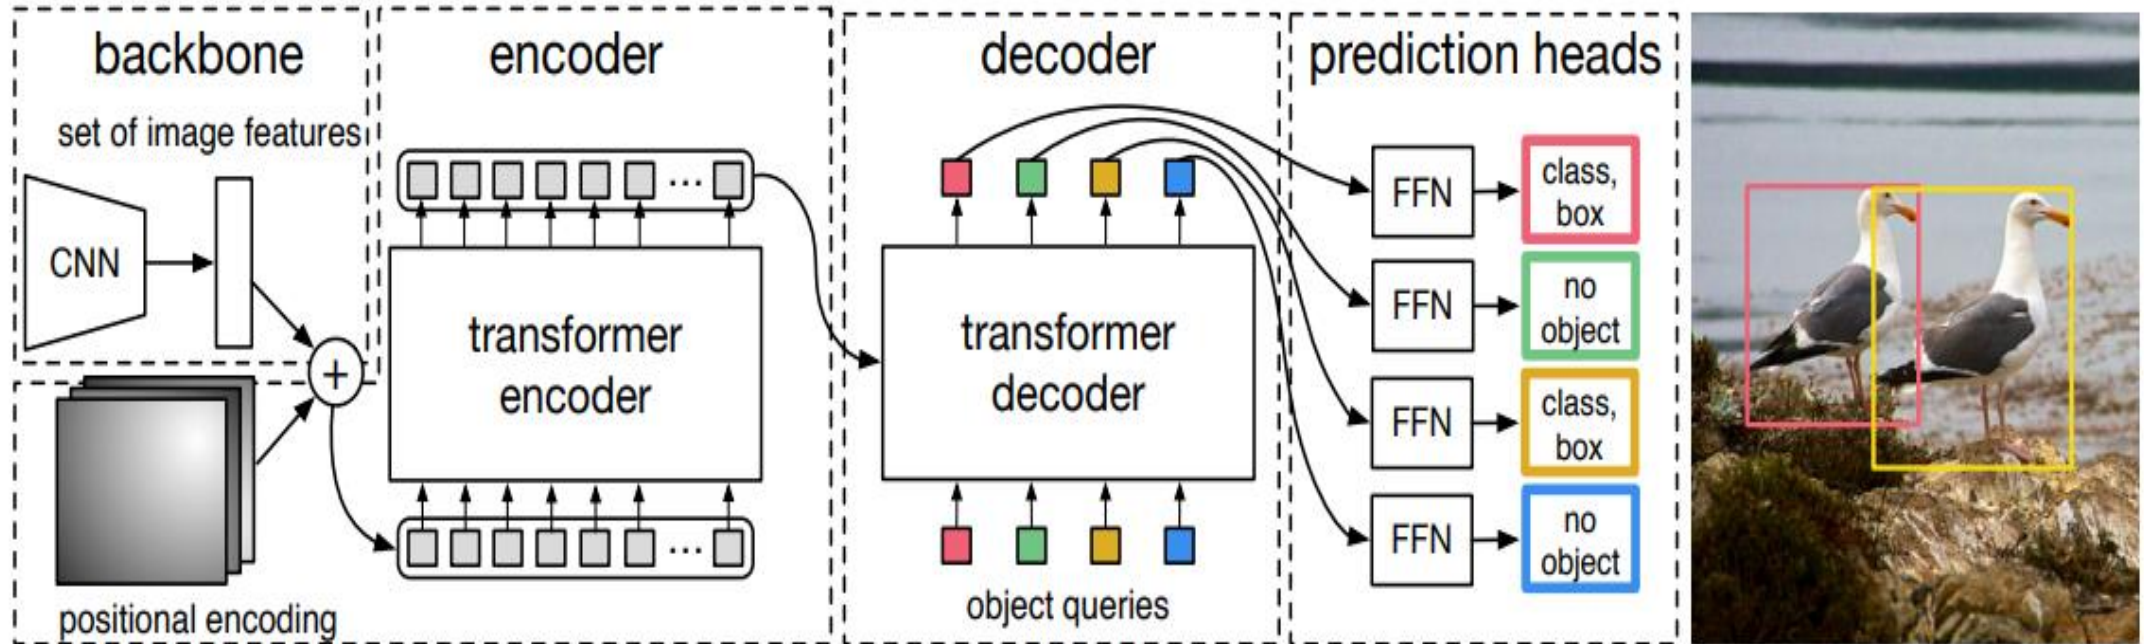 backbone
set of image features
CNN
+
positional encoding
encoder
...
transformer
encoder
...
decoder
transformer
decoder
object queries
prediction heads
FFN
class,
box
FFN
no
object
FFN
class,
box
FFN
no
object